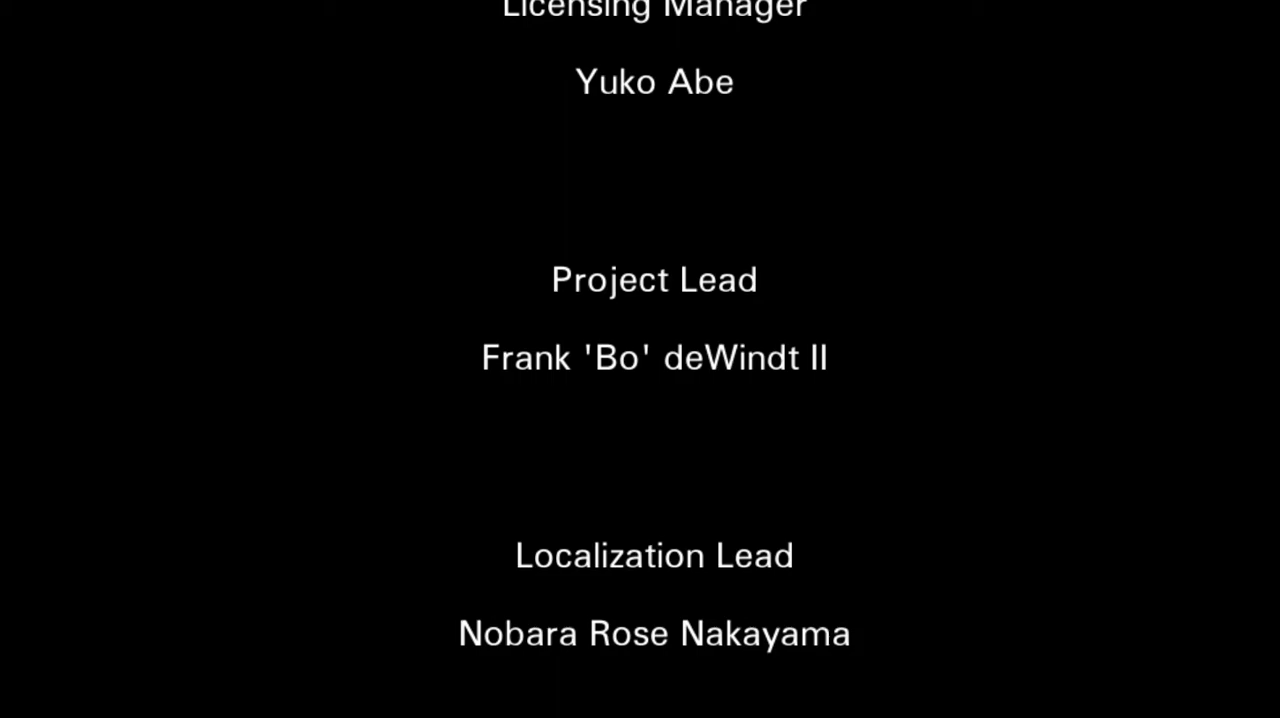 Licensing Manager
Yuko Abe
Project Lead
Frank 'Bo' deWindt II
Localization Lead
Nobara Rose Nakayama